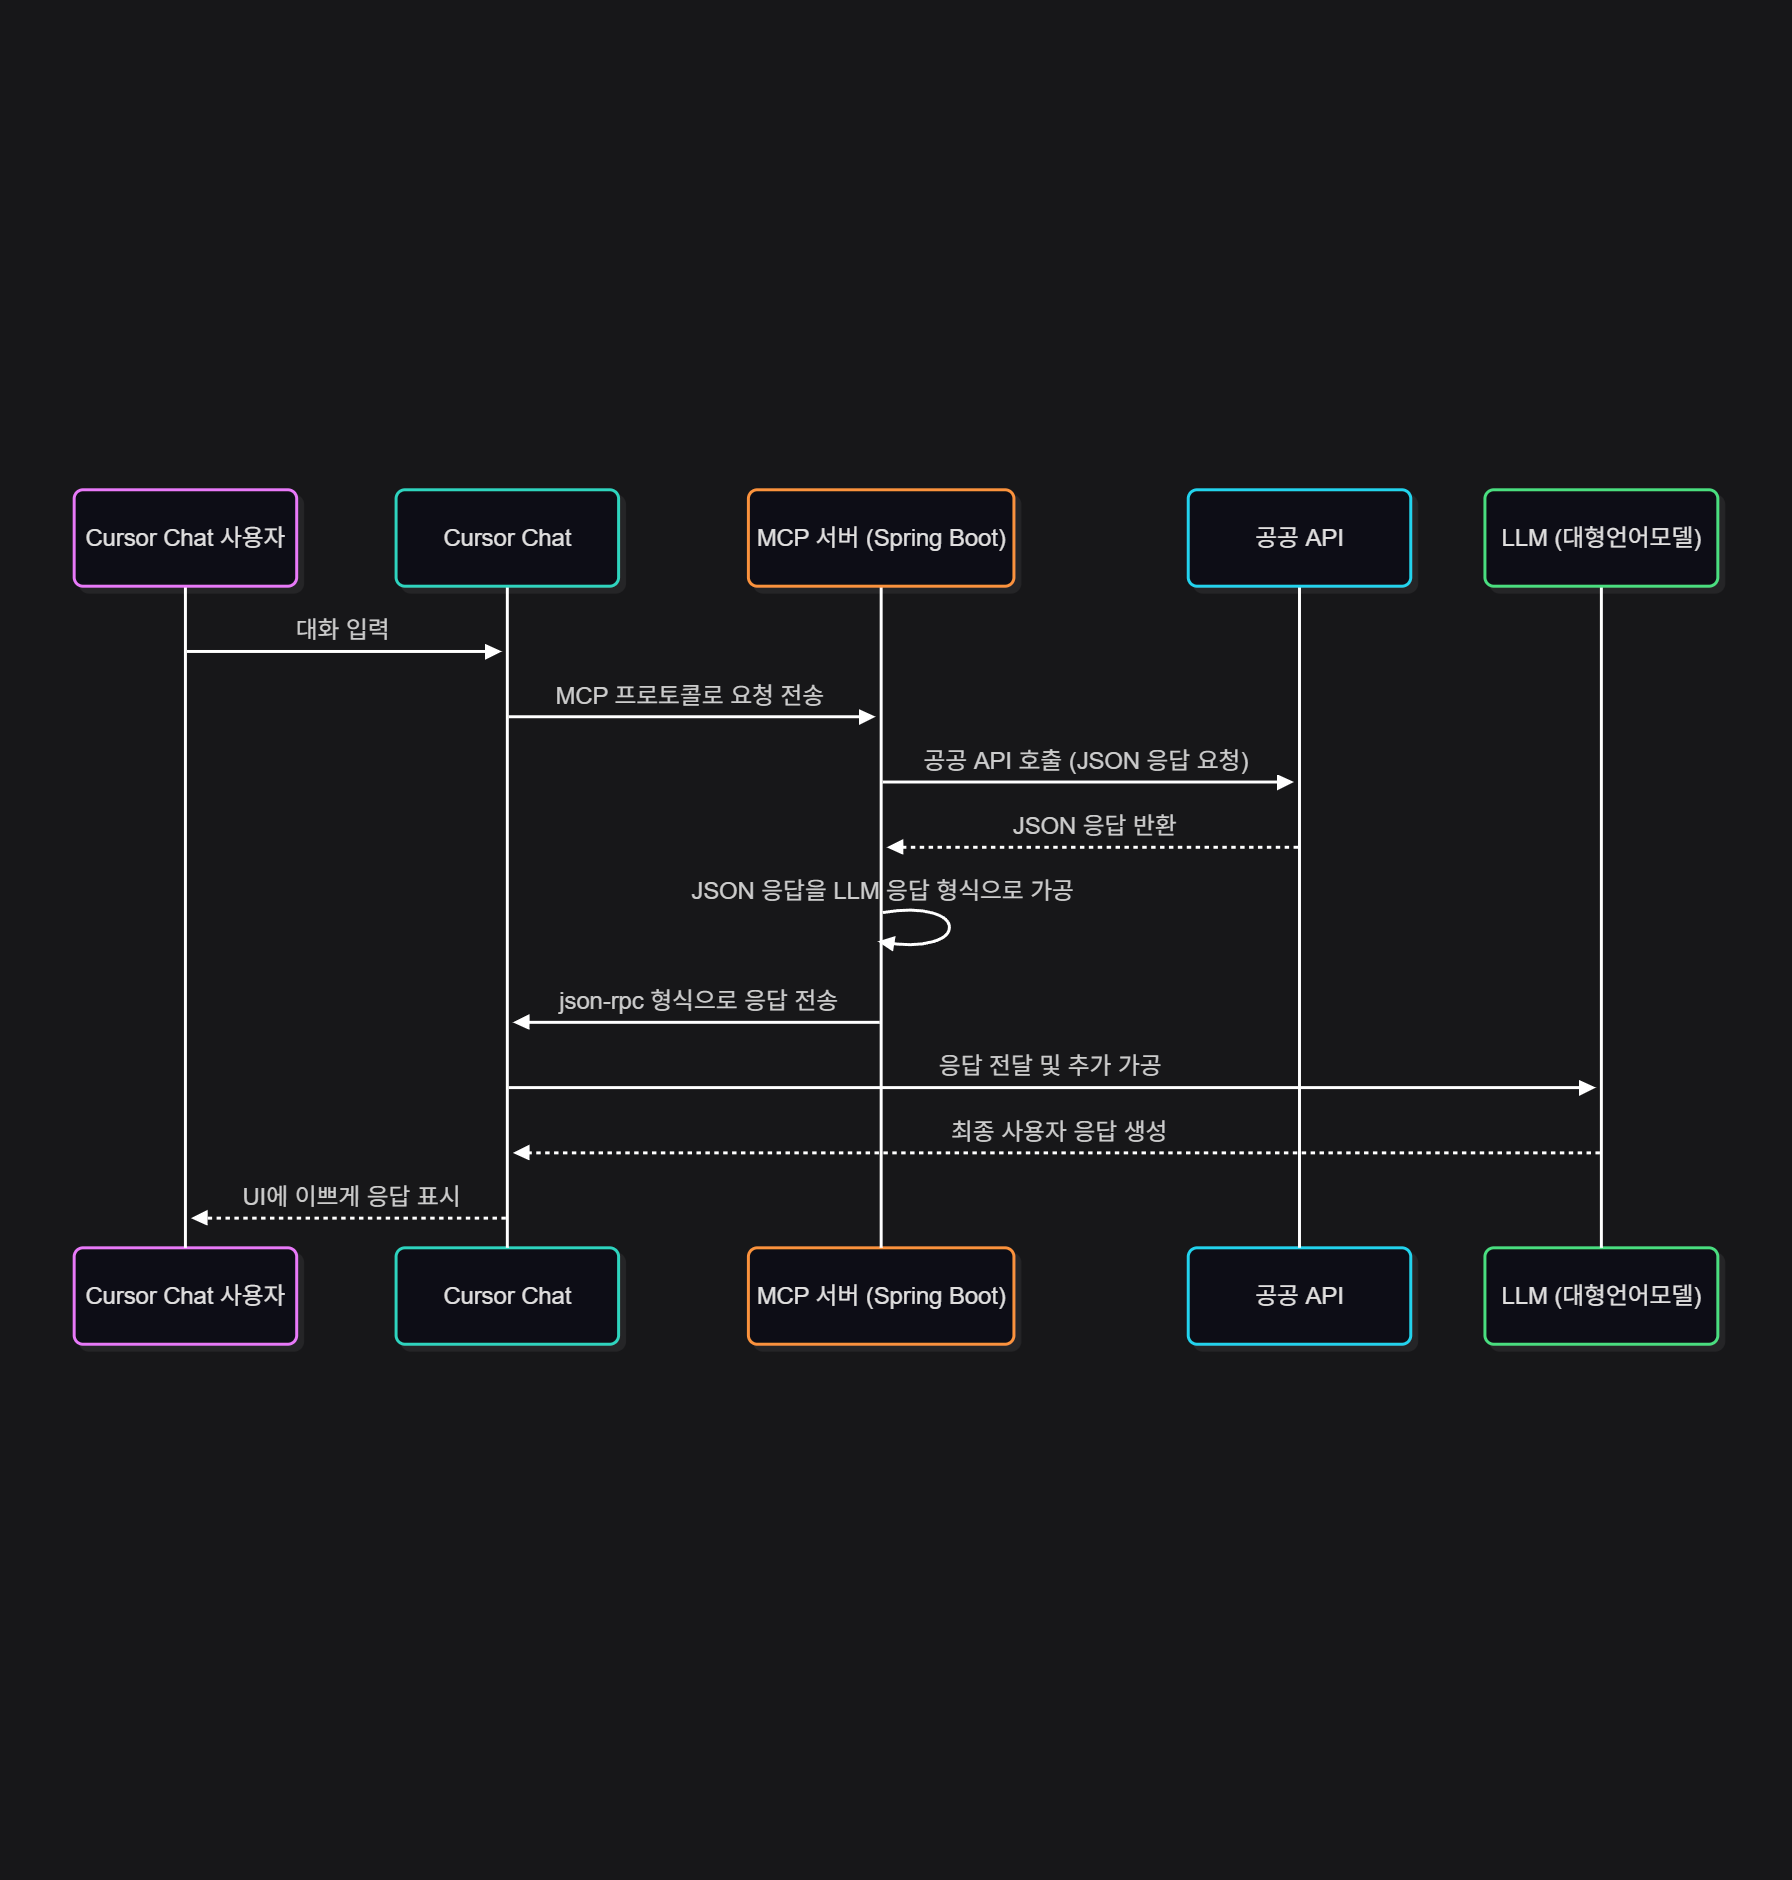 Cursor Chat 사용자
Cursor Chat
MCP 서버 (Spring Boot)
공공 API
LLM (대형언어모델)
대화 입력
MCP 프로토콜로 요청 전송
공공 API 호출 (JSON 응답 요청)
JSON 응답 반환
JSON 응답을 LLM 응답 형식으로 가공
json-rpc 형식으로 응답 전송
응답 전달 및 추가 가공
최종 사용자 응답 생성
UI에 이쁘게 응답 표시
Cursor Chat 사용자
Cursor Chat
MCP 서버 (Spring Boot)
공공 API
LLM (대형언어모델)